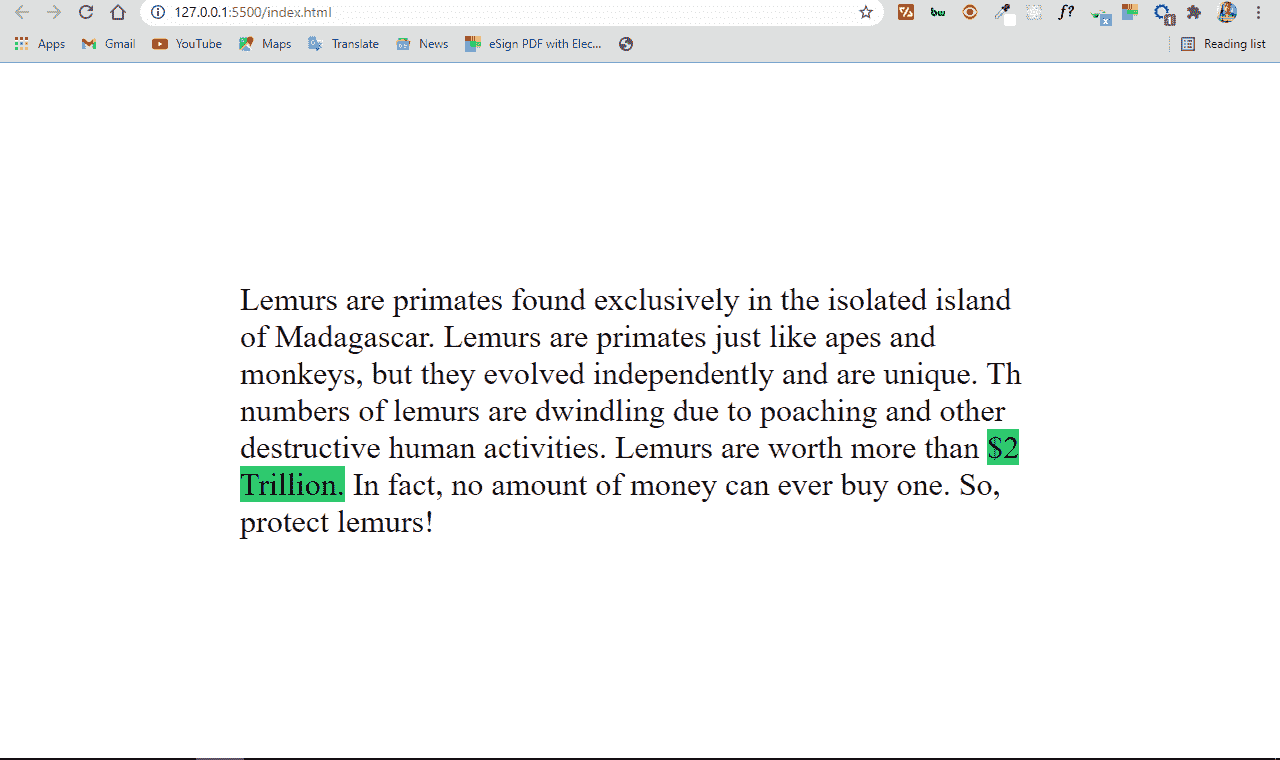 127.0.0.1:5500/index.html
f?
Apps Gmail YouTube Maps Translate News eSign PDF with Elec... Reading list
Lemurs are primates found exclusively in the isolated island
of Madagascar. Lemurs are primates just like apes and
monkeys, but they evolved independently and are unique. Th
numbers of lemurs are dwindling due to poaching and other
destructive human activities. Lemurs are worth more than $2
Trillion. In fact, no amount of money can ever buy one. So,
protect lemurs!